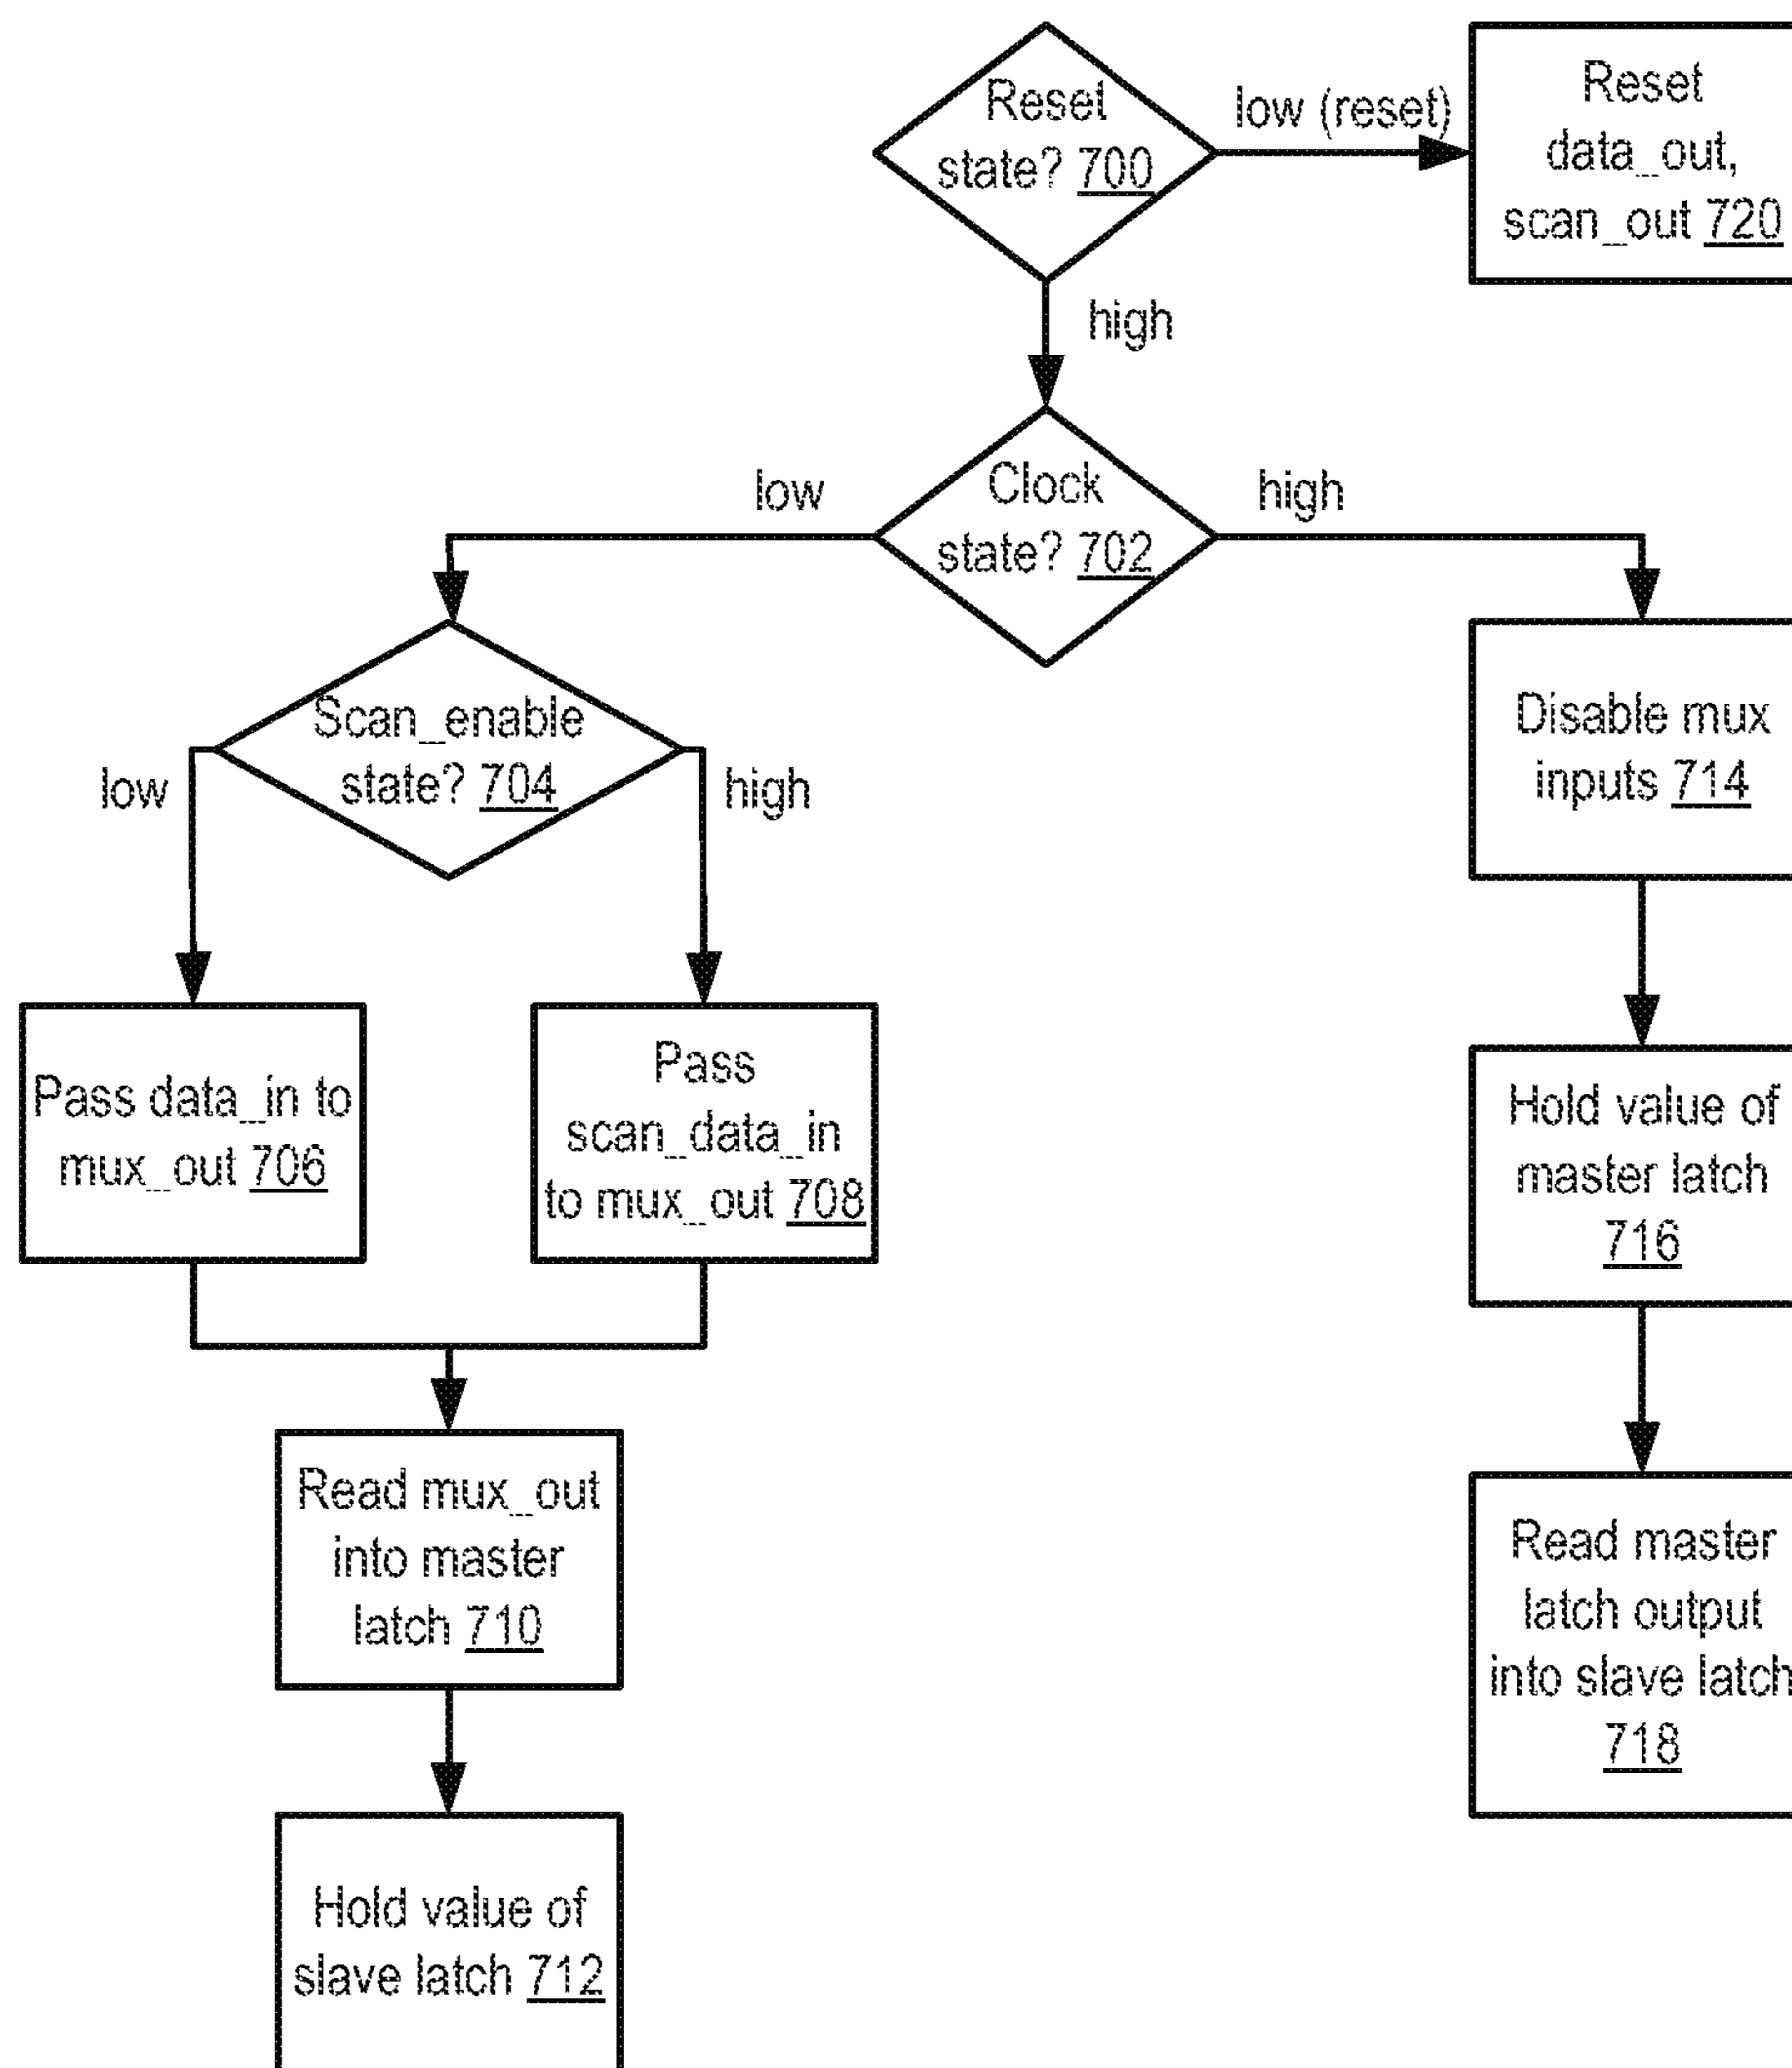 Reset
state? 700
low (reset)
Reset
data_out,
scan_out 720
high
Clock
state? 702
low
high
Scan_enable
state? 704
low
high
Disable mux
inputs 714
Pass data_in to
mux_out 706
Pass
scan_data_in
to mux_out 708
Hold value of
master latch
716
Read mux_out
into master
latch 710
Read master
latch output
into slave latch
718
Hold value of
slave latch 712